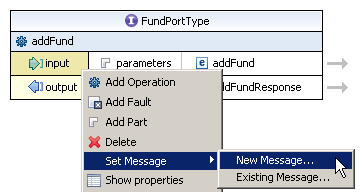 FundPortType
addFund
input parameters addFund
output ddFundResponse
Add Operation
Add Fault
Add Part
Delete
Set Message
Show properties
New Message...
Existing Message...